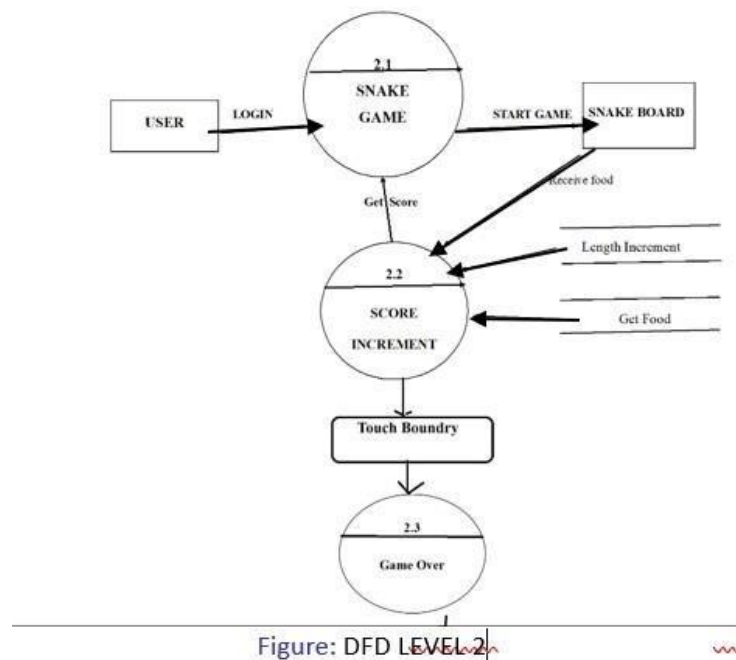 2.1
SNAKE
GAME
USER
LOGIN
START GAME
SNAKE BOARD
Receive food
Get Score
Length Increment
2.2
SCORE
INCREMENT
Get Food
Touch Boundry
2.3
Game Over
Figure: DFD LEVEL 2